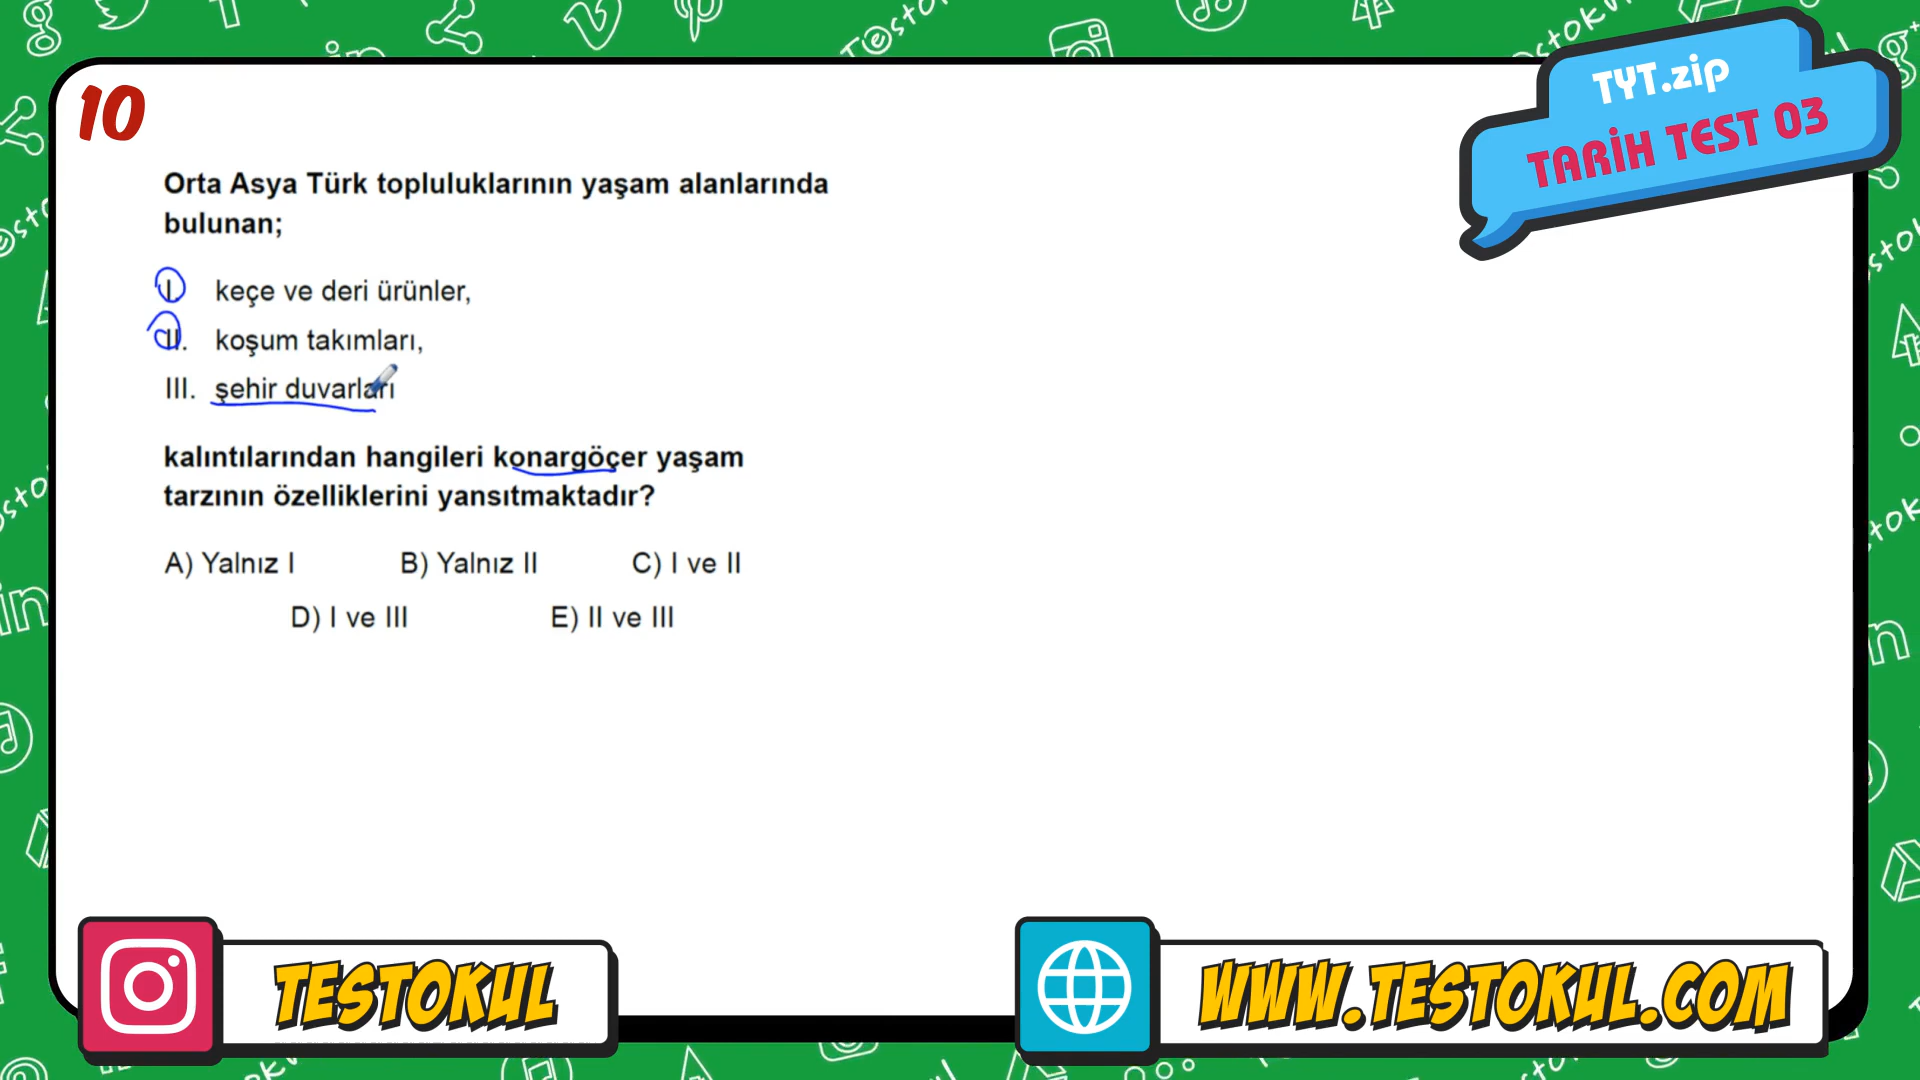 10
TYT.zip
TARİH TEST 03
Orta Asya Türk topluluklarının yaşam alanlarında
bulunan;
I. keçe ve deri ürünler,
II. koşum takımları,
III. şehir duvarları
kalıntılarından hangileri konargöçer yaşam
tarzının özelliklerini yansıtmaktadır?
A) Yalnız I B) Yalnız II C) I ve II
D) I ve III E) II ve III
TESTOKUL
WWW.TESTOKUL.COM